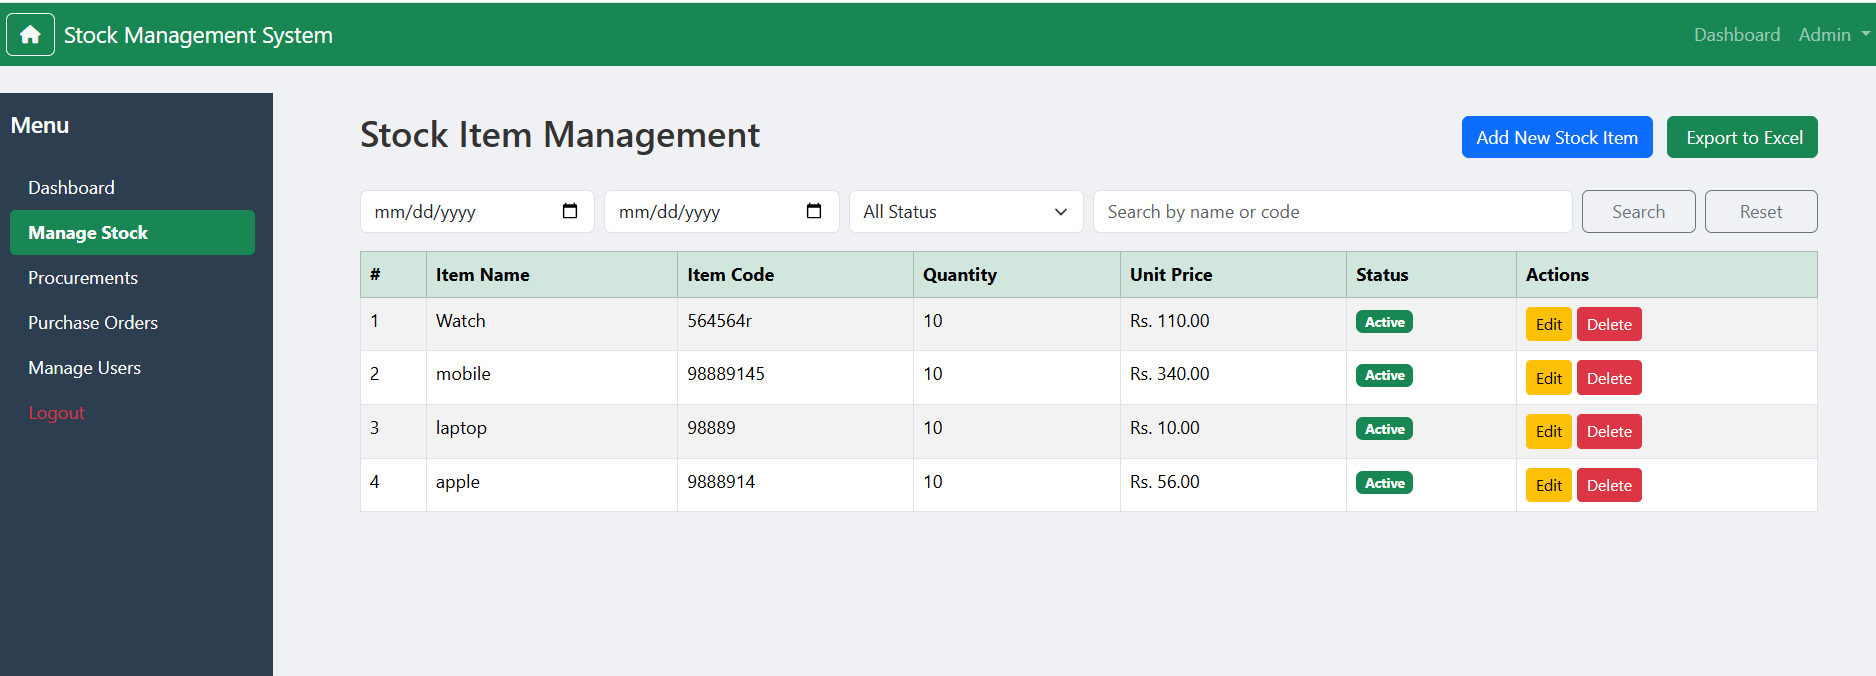 Stock Management System Dashboard Admin
Menu
Dashboard
Manage Stock
Procurements
Purchase Orders
Manage Users
Logout
Stock Item Management Add New Stock Item Export to Excel
mm/dd/yyyy mm/dd/yyyy All Status Search by name or code Search Reset
# Item Name Item Code Quantity Unit Price Status Actions
1 Watch 564564r 10 Rs. 110.00 Active Edit Delete
2 mobile 98889145 10 Rs. 340.00 Active Edit Delete
3 laptop 98889 10 Rs. 10.00 Active Edit Delete
4 apple 9888914 10 Rs. 56.00 Active Edit Delete